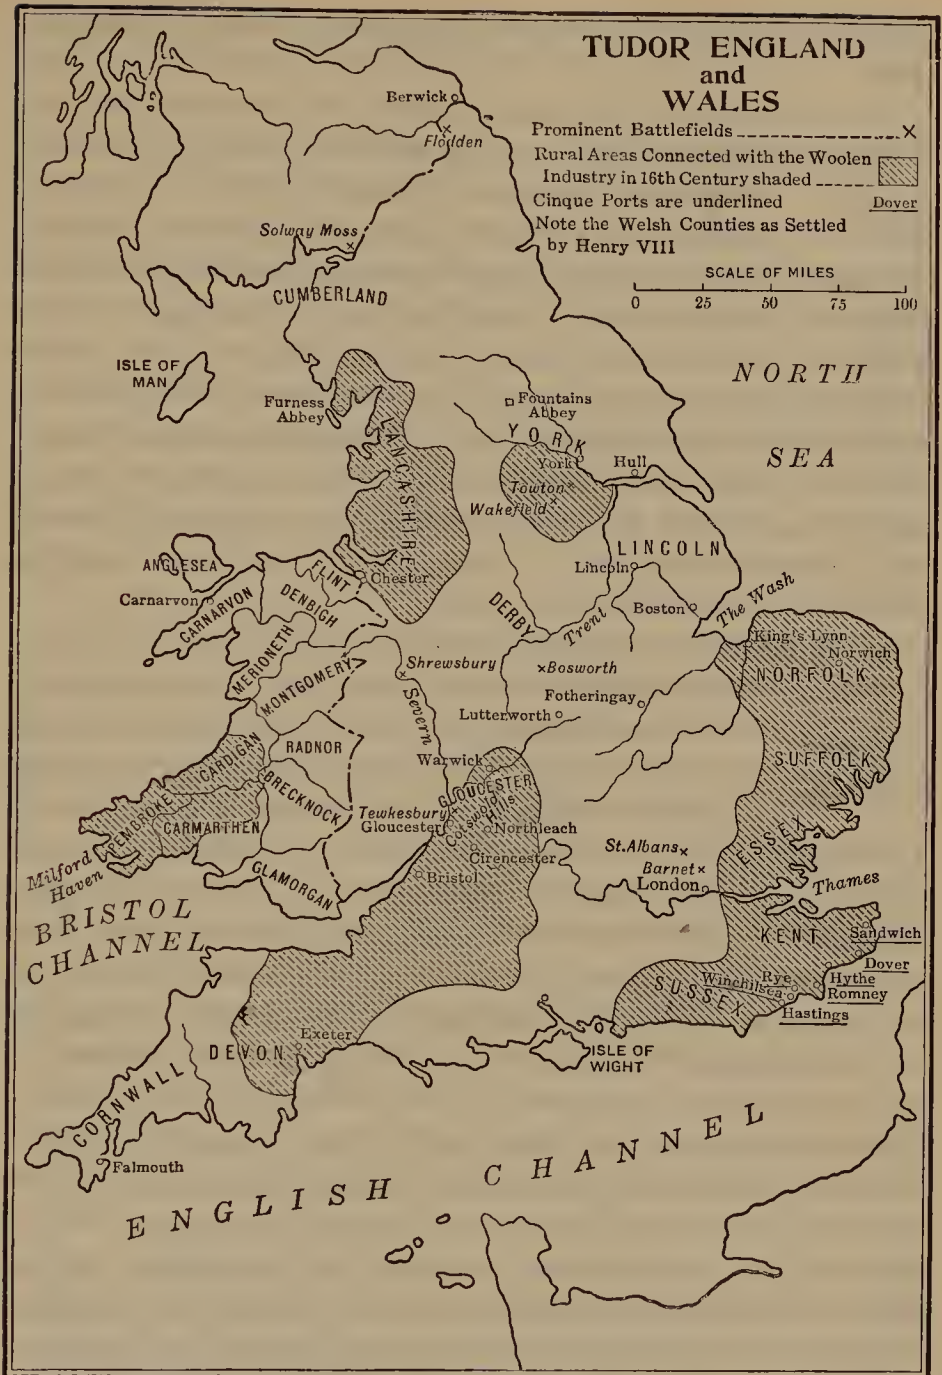 TUDOR ENGLAND
and
WALES
Prominent Battlefields
Rural Areas Connected with the Woolen
Industry in 16th Century shaded
Cinque Ports are underlined Dover
Note the Welsh Counties as Settled
by Henry VIII
SCALE OF MILES
0 25 50 75 100
Berwick
Flodden
Solway Moss
CUMBERLAND
ISLE OF
MAN
NORTH
SEA
Furness
Abbey
Fountains
Abbey
YORK
York
Hull
LANCASHIRE
Towton
Wakefield
LINCOLN
Lincoln
ANGLESEA
FLINT
Chester
Carnarvon
CARNARVON
DENBIGH
DERBY
Trent
Boston
The Wash
MERIONETH
King's Lynn
Norwich
NORFOLK
MONTGOMERY
Shrewsbury
Severn
Bosworth
Fotheringay
Lutterworth
CARDIGAN
RADNOR
Warwick
SUFFOLK
PEMBROKE
BRECKNOCK
GLOUCESTER
Tewkesbury
Gloucester
Cotswold
Hills
CARMARTHEN
Northleach
ESSEX
Milford
Haven
GLAMORGAN
Cirencester
St. Albans
Bristol
Barnet
London
Thames
BRISTOL
CHANNEL
KENT
Sandwich
Dover
SUSSEX
Winchilsea
Rye
Hythe
Romney
Hastings
DEVON
Exeter
ISLE OF
WIGHT
CORNWALL
Falmouth
ENGLISH CHANNEL